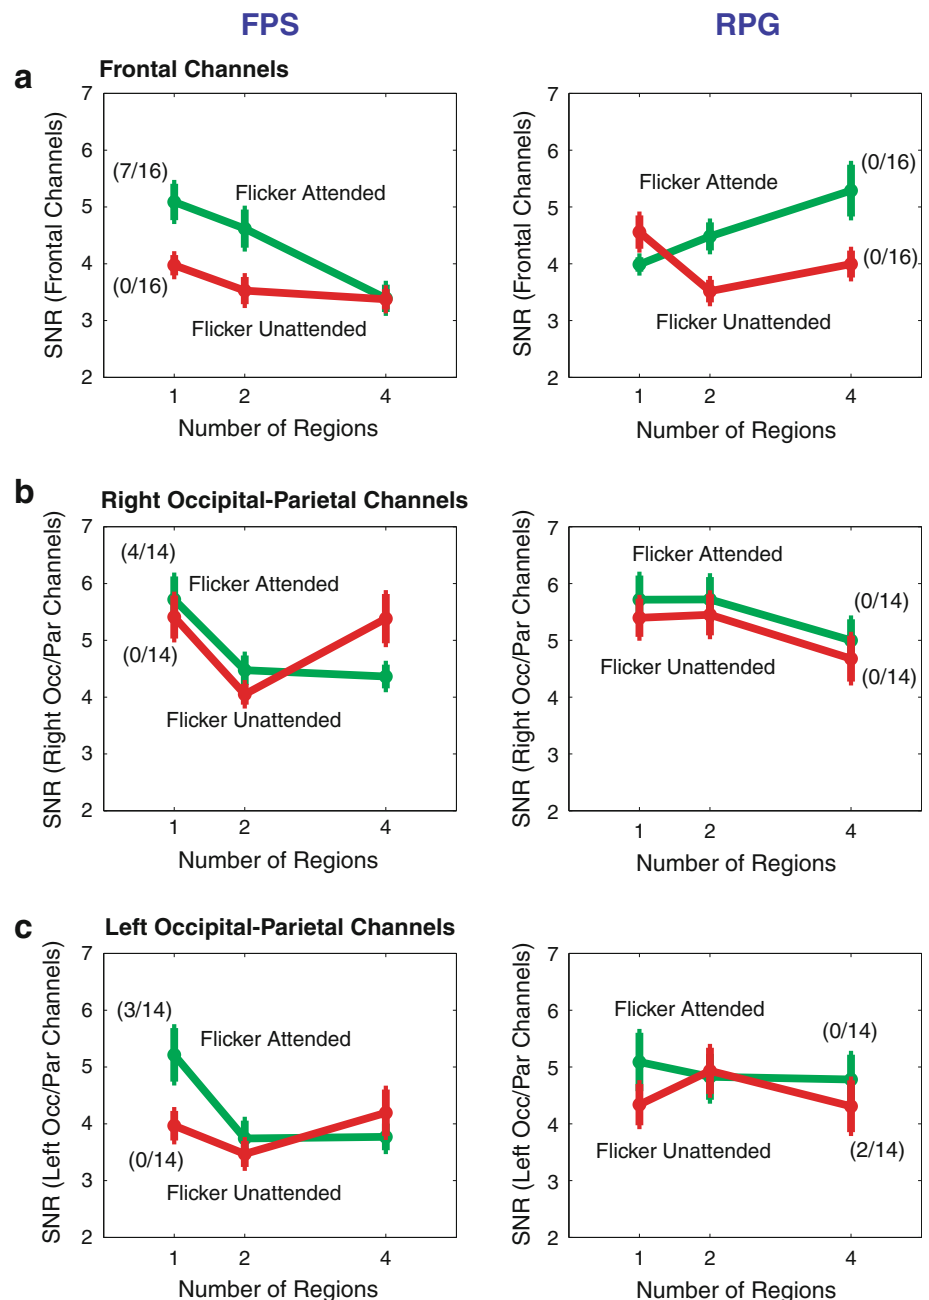 FPS
RPG
a
Frontal Channels
7
6
5
4
3
2
SNR (Frontal Channels)
(7/16)
(0/16)
Flicker Attended
Flicker Unattended
1
2
4
Number of Regions
7
6
5
4
3
2
SNR (Frontal Channels)
Flicker Attende
(0/16)
(0/16)
Flicker Unattended
1
2
4
Number of Regions
b
Right Occipital-Parietal Channels
7
6
5
4
3
2
SNR (Right Occ/Par Channels)
(4/14)
Flicker Attended
(0/14)
Flicker Unattended
1
2
4
Number of Regions
7
6
5
4
3
2
SNR (Right Occ/Par Channels)
Flicker Attended
(0/14)
Flicker Unattended
(0/14)
1
2
4
Number of Regions
c
Left Occipital-Parietal Channels
7
6
5
4
3
2
SNR (Left Occ/Par Channels)
(3/14)
Flicker Attended
(0/14)
Flicker Unattended
1
2
4
Number of Regions
7
6
5
4
3
2
SNR (Left Occ/Par Channels)
Flicker Attended
(0/14)
Flicker Unattended
(2/14)
1
2
4
Number of Regions